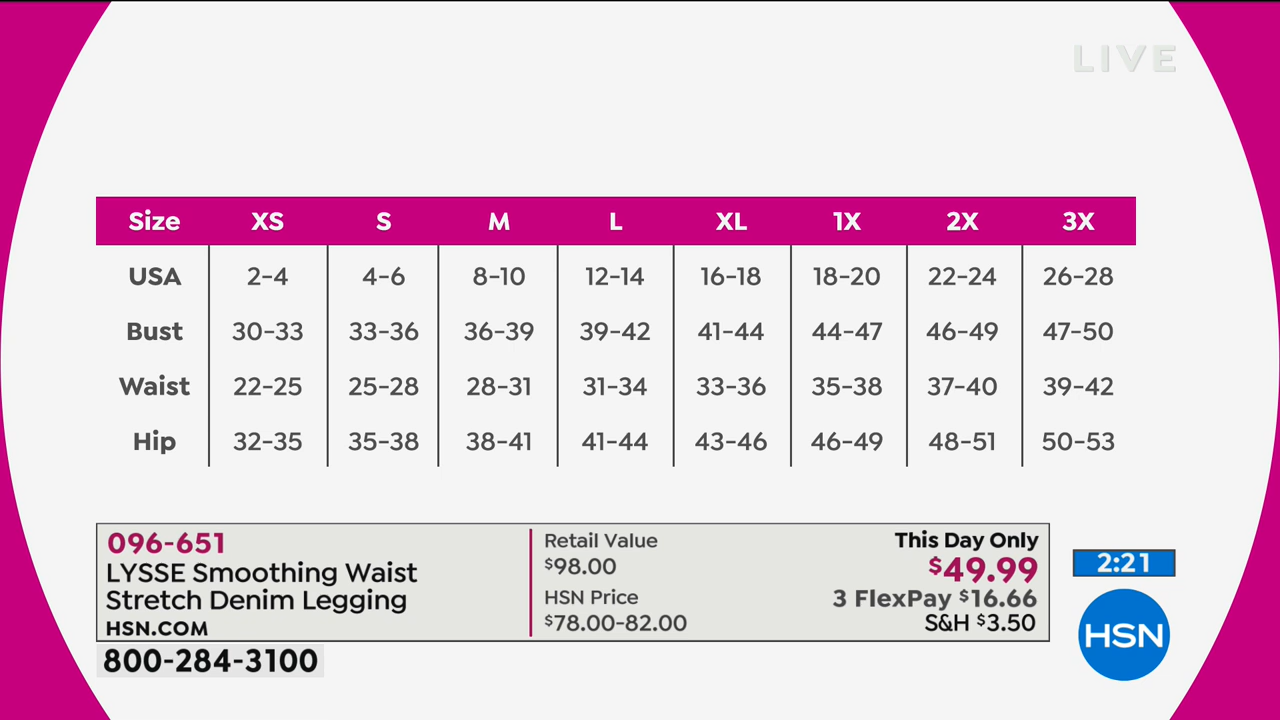 LIVE
Size XS S M L XL 1X 2X 3X
USA 2-4 4-6 8-10 12-14 16-18 18-20 22-24 26-28
Bust 30-33 33-36 36-39 39-42 41-44 44-47 46-49 47-50
Waist 22-25 25-28 28-31 31-34 33-36 35-38 37-40 39-42
Hip 32-35 35-38 38-41 41-44 43-46 46-49 48-51 50-53
096-651
LYSSE Smoothing Waist
Stretch Denim Legging
HSN.COM
Retail Value
$98.00
HSN Price
$78.00-82.00
This Day Only
$49.99
3 FlexPay $16.66
S&H $3.50
2:21
HSN
800-284-3100